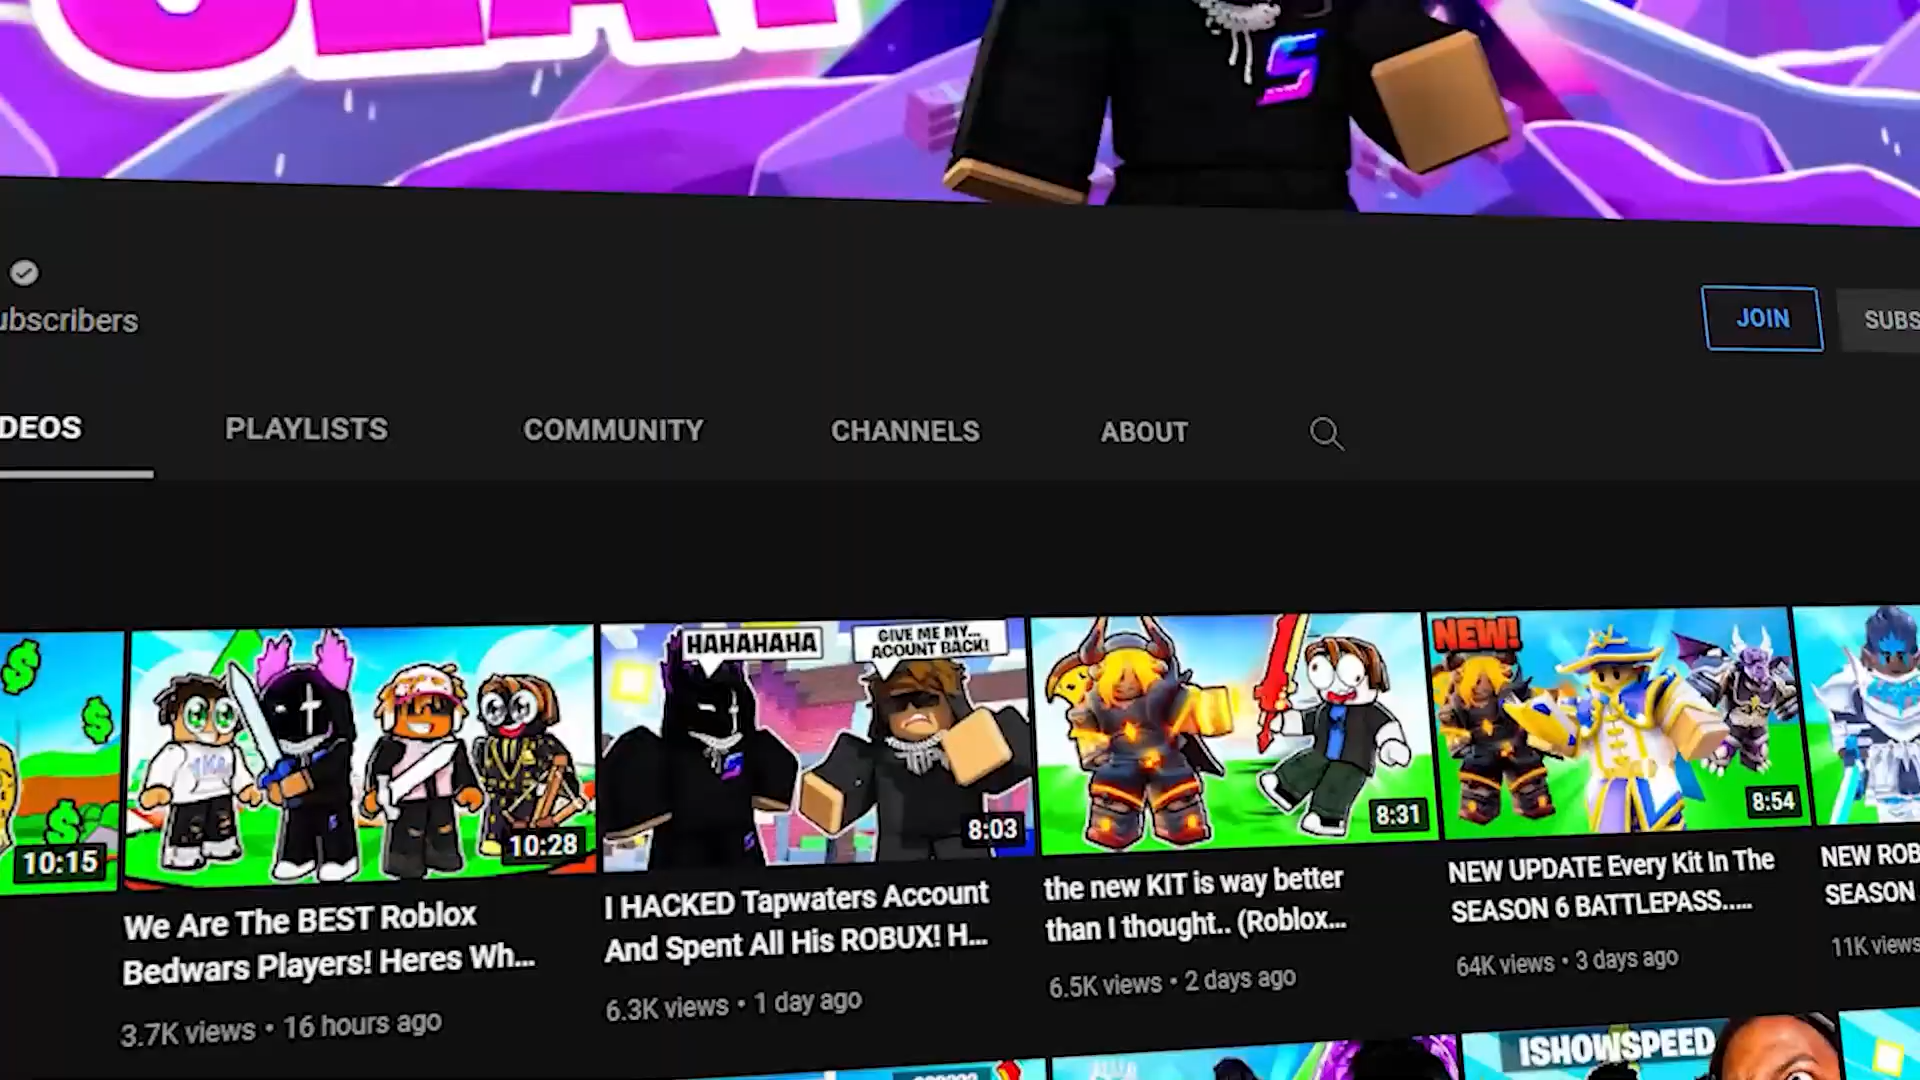 S
ubscribers
JOIN
SUBS
DEOS
PLAYLISTS
COMMUNITY
CHANNELS
ABOUT
10:15
10:28
HAHAHAHA
GIVE ME MY...
ACOUNT BACK!
8:03
8:31
NEW!
8:54
We Are The BEST Roblox
Bedwars Players! Heres Wh...
3.7K views • 16 hours ago
I HACKED Tapwaters Account
And Spent All His ROBUX! H...
6.3K views • 1 day ago
the new KIT is way better
than I thought.. (Roblox...
6.5K views • 2 days ago
NEW UPDATE Every Kit In The
SEASON 6 BATTLEPASS.....
64K views • 3 days ago
NEW ROB
SEASON
11K views
ISHOWSPEED